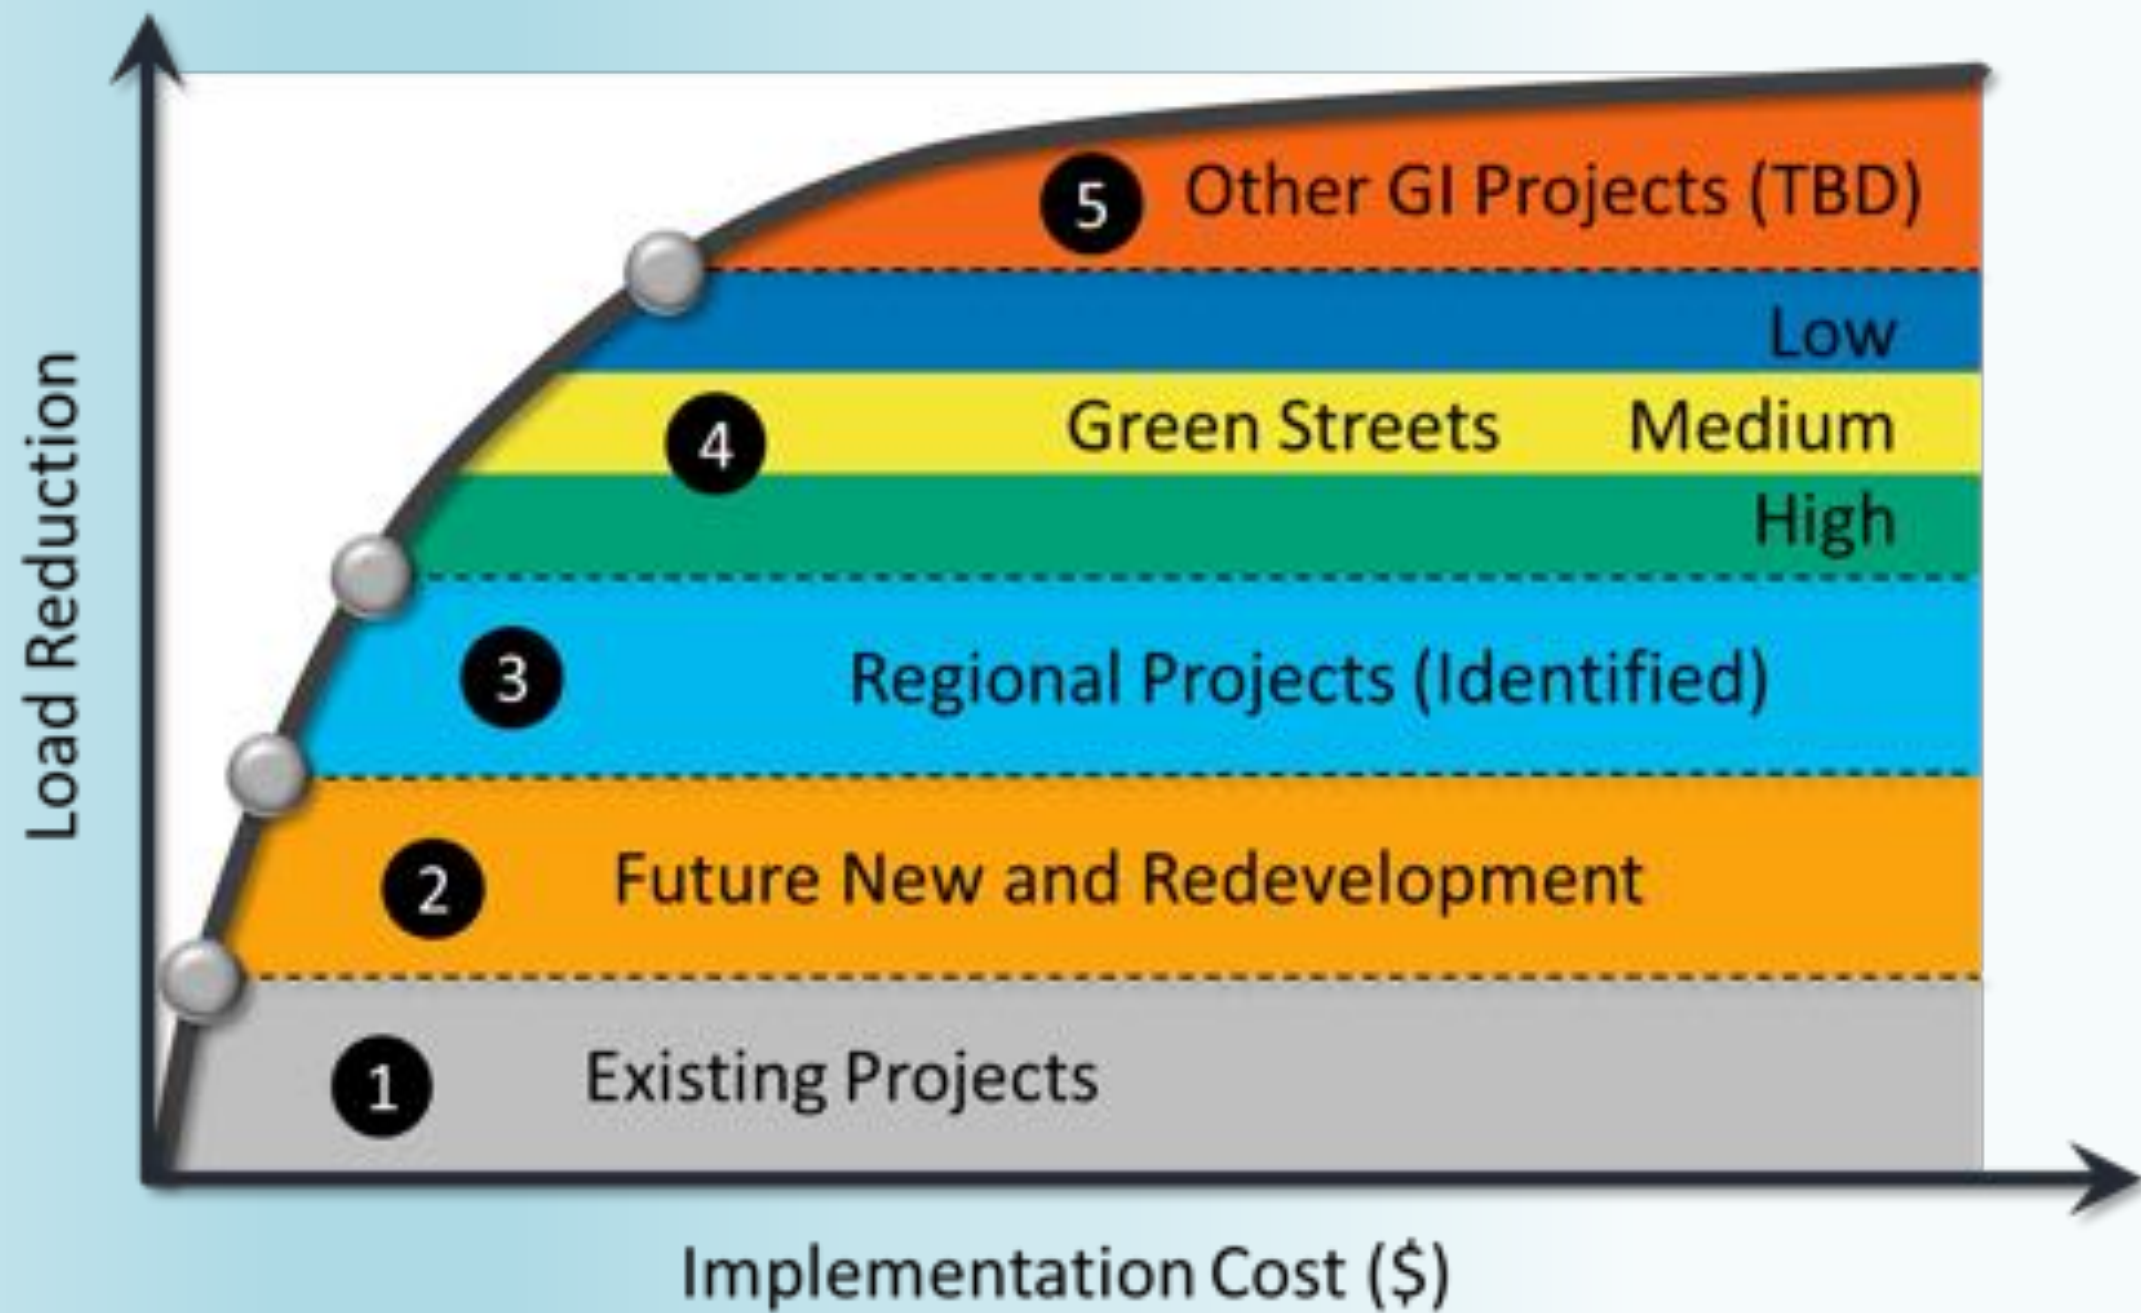 Load Reduction
5 Other GI Projects (TBD)
Low
4 Green Streets Medium
High
3 Regional Projects (Identified)
2 Future New and Redevelopment
1 Existing Projects
Implementation Cost ($)